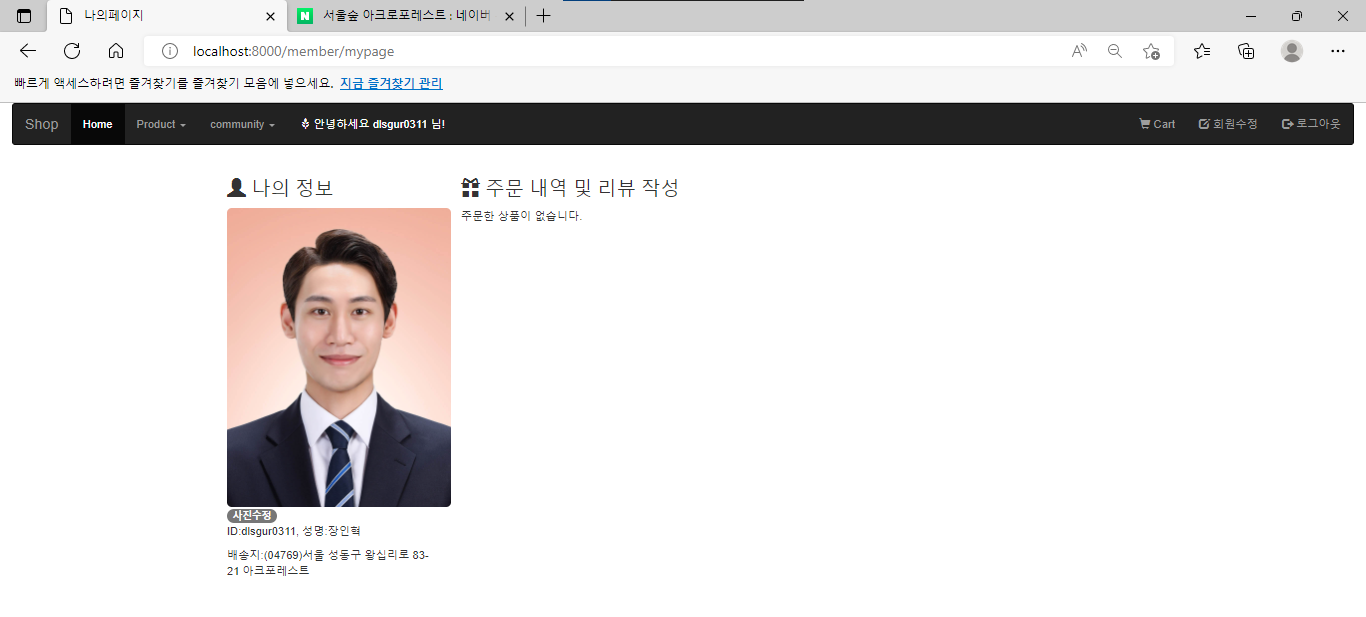 나의페이지
서울숲 아크로포레스트 : 네이버
localhost:8000/member/mypage
빠르게 액세스하려면 즐겨찾기를 즐겨찾기 모음에 넣으세요. 지금 즐겨찾기 관리
Shop Home Product community 안녕하세요 dlsgur0311 님! Cart 회원수정 로그아웃
나의 정보
주문 내역 및 리뷰 작성
주문한 상품이 없습니다.
사진수정
ID:dlsgur0311, 성명:장인혁
배송지:(04769)서울 성동구 왕십리로 83-
21 아크포레스트